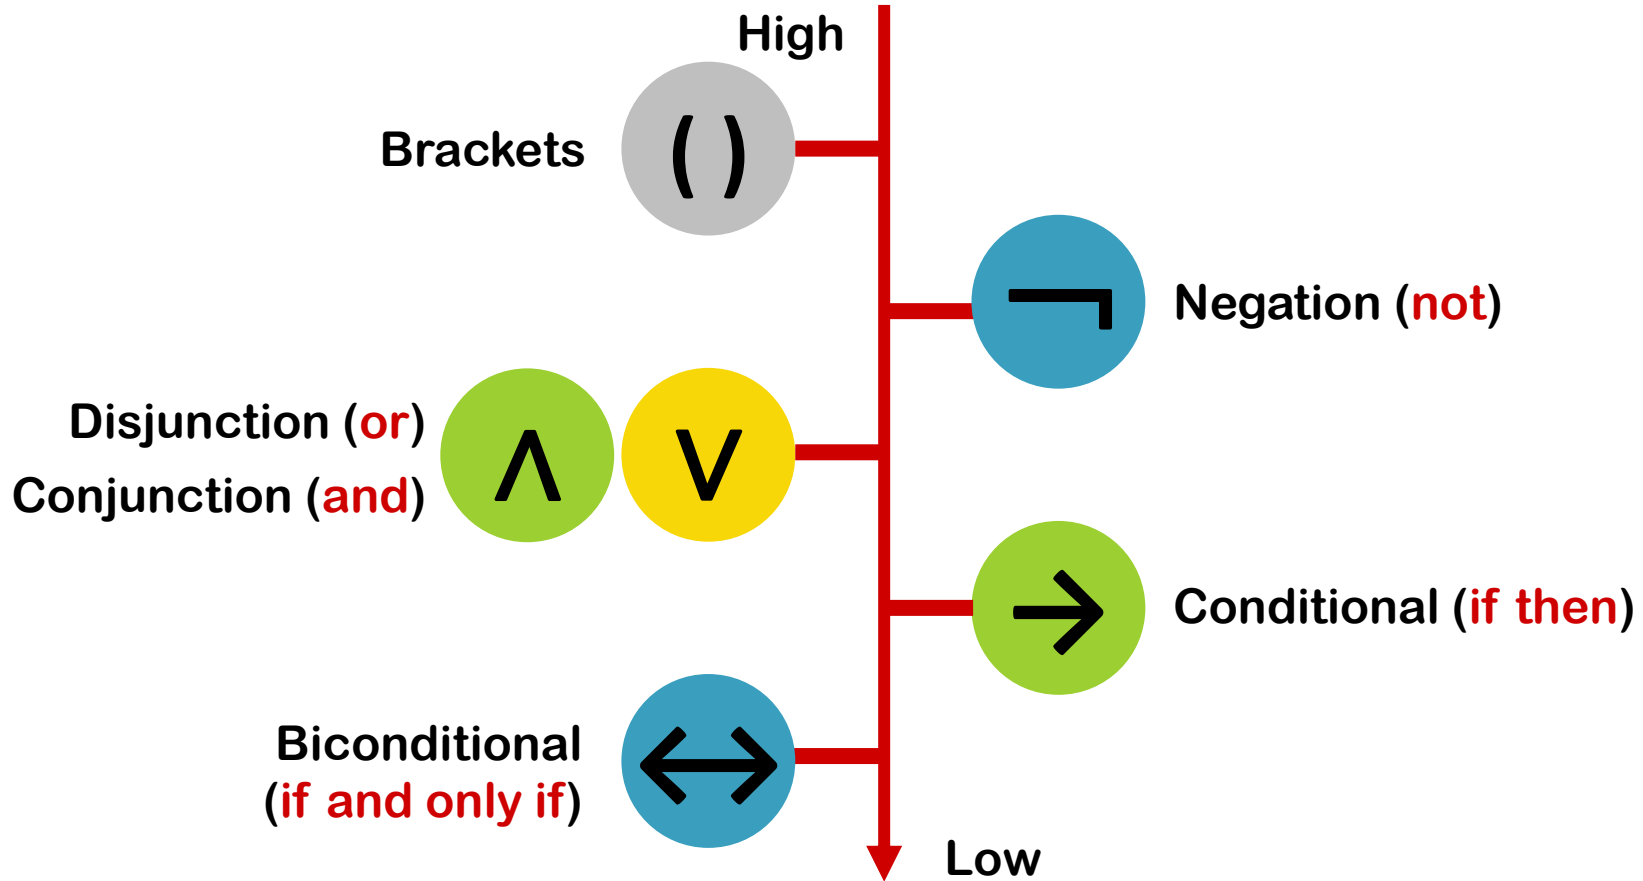 High
Brackets
( )
¬
Negation (not)
Disjunction (or)
Conjunction (and)
∧ ∨
→
Conditional (if then)
Biconditional
(if and only if)
↔
Low